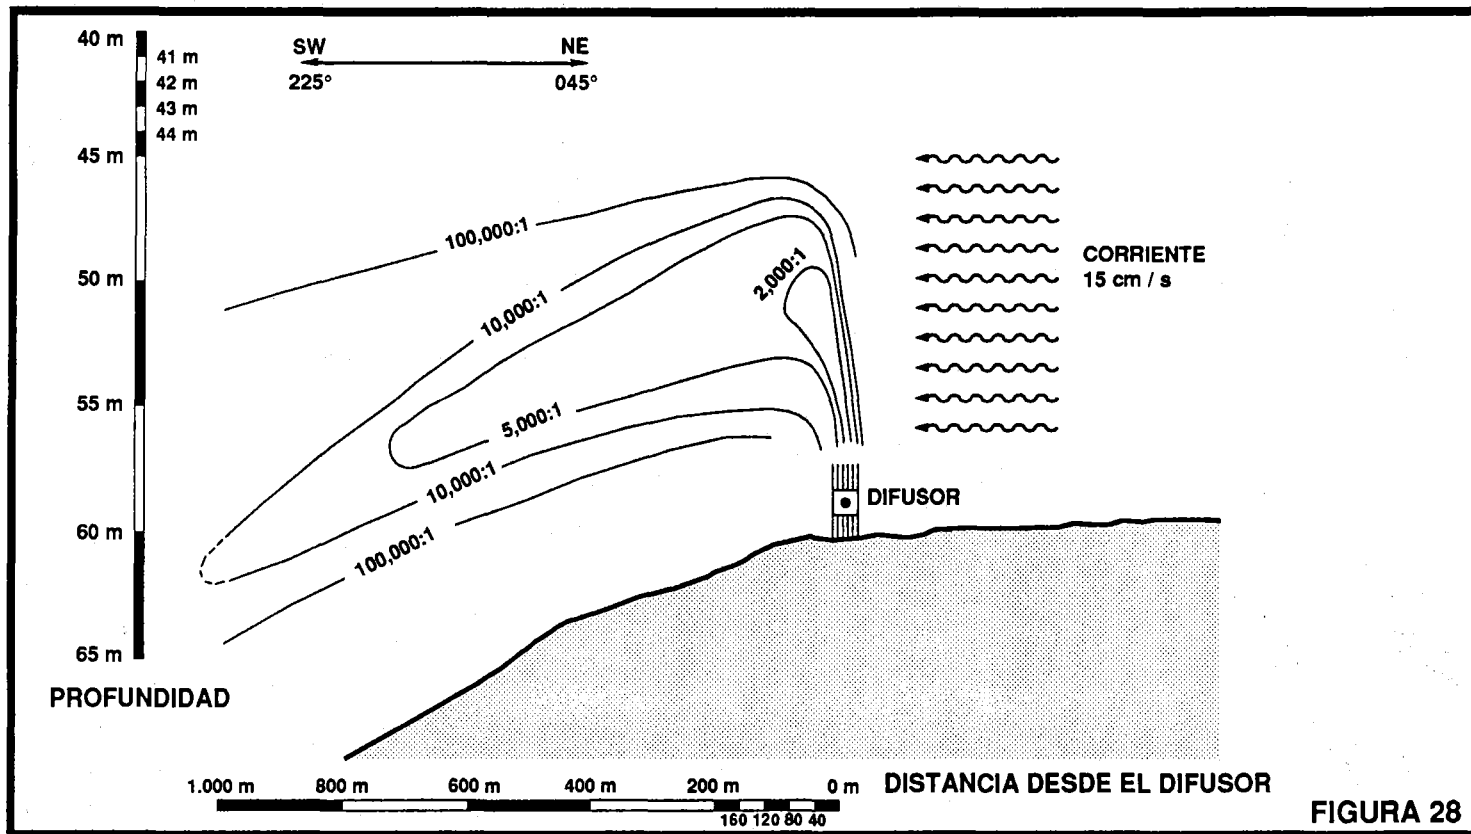 40 m
41 m
42 m
43 m
44 m
45 m
50 m
55 m
60 m
65 m
PROFUNDIDAD
SW NE
225° 045°
100,000:1
10,000:1
2,000:1
5,000:1
10,000:1
100,000:1
CORRIENTE
15 cm / s
DIFUSOR
1.000 m 800 m 600 m 400 m 200 m 0 m
160 120 80 40
DISTANCIA DESDE EL DIFUSOR
FIGURA 28